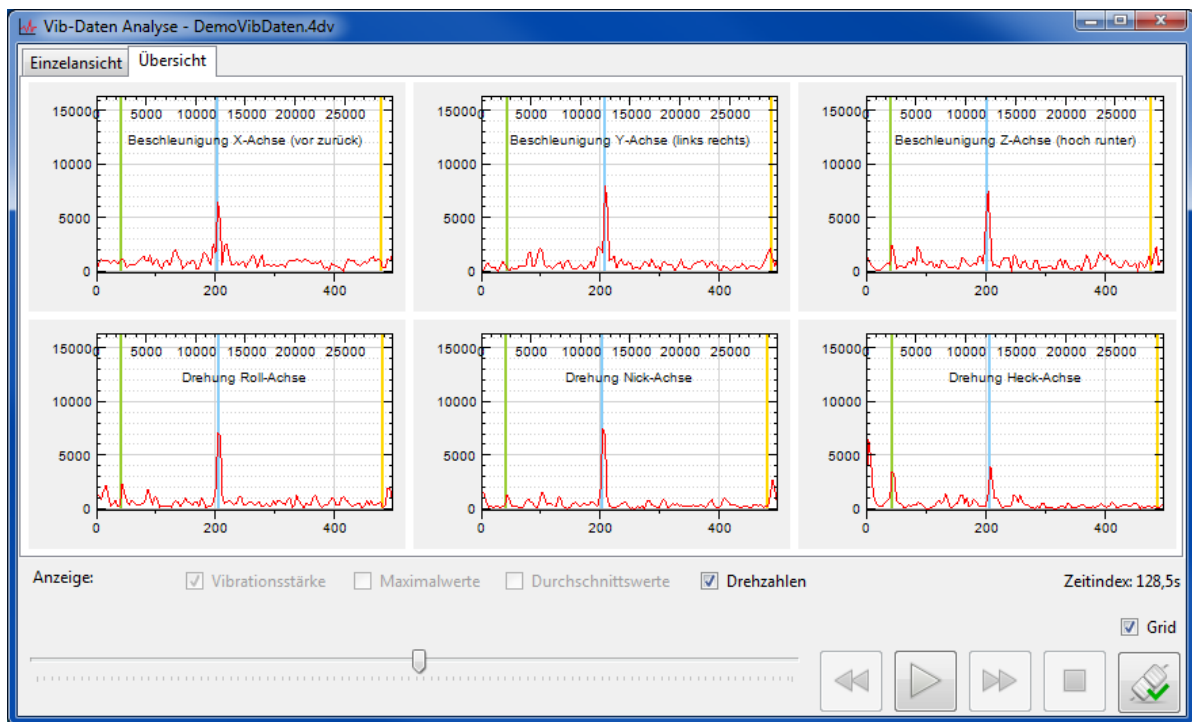 Vib-Daten Analyse - DemoVibDaten.4dv
Einzelansicht Übersicht
15000 0 5000 10000 15000 20000 25000
Beschleunigung X-Achse (vor zurück)
10000
5000
0
0 200 400
15000 0 5000 10000 15000 20000 25000
Beschleunigung Y-Achse (links rechts)
10000
5000
0
0 200 400
15000 0 5000 10000 15000 20000 25000
Beschleunigung Z-Achse (hoch runter)
10000
5000
0
0 200 400
15000 0 5000 10000 15000 20000 25000
Drehung Roll-Achse
10000
5000
0
0 200 400
15000 0 5000 10000 15000 20000 25000
Drehung Nick-Achse
10000
5000
0
0 200 400
15000 0 5000 10000 15000 20000 25000
Drehung Heck-Achse
10000
5000
0
0 200 400
Anzeige: Vibrationsstärke Maximalwerte Durchschnittswerte Drehzahlen Zeitindex: 128,5s
Grid